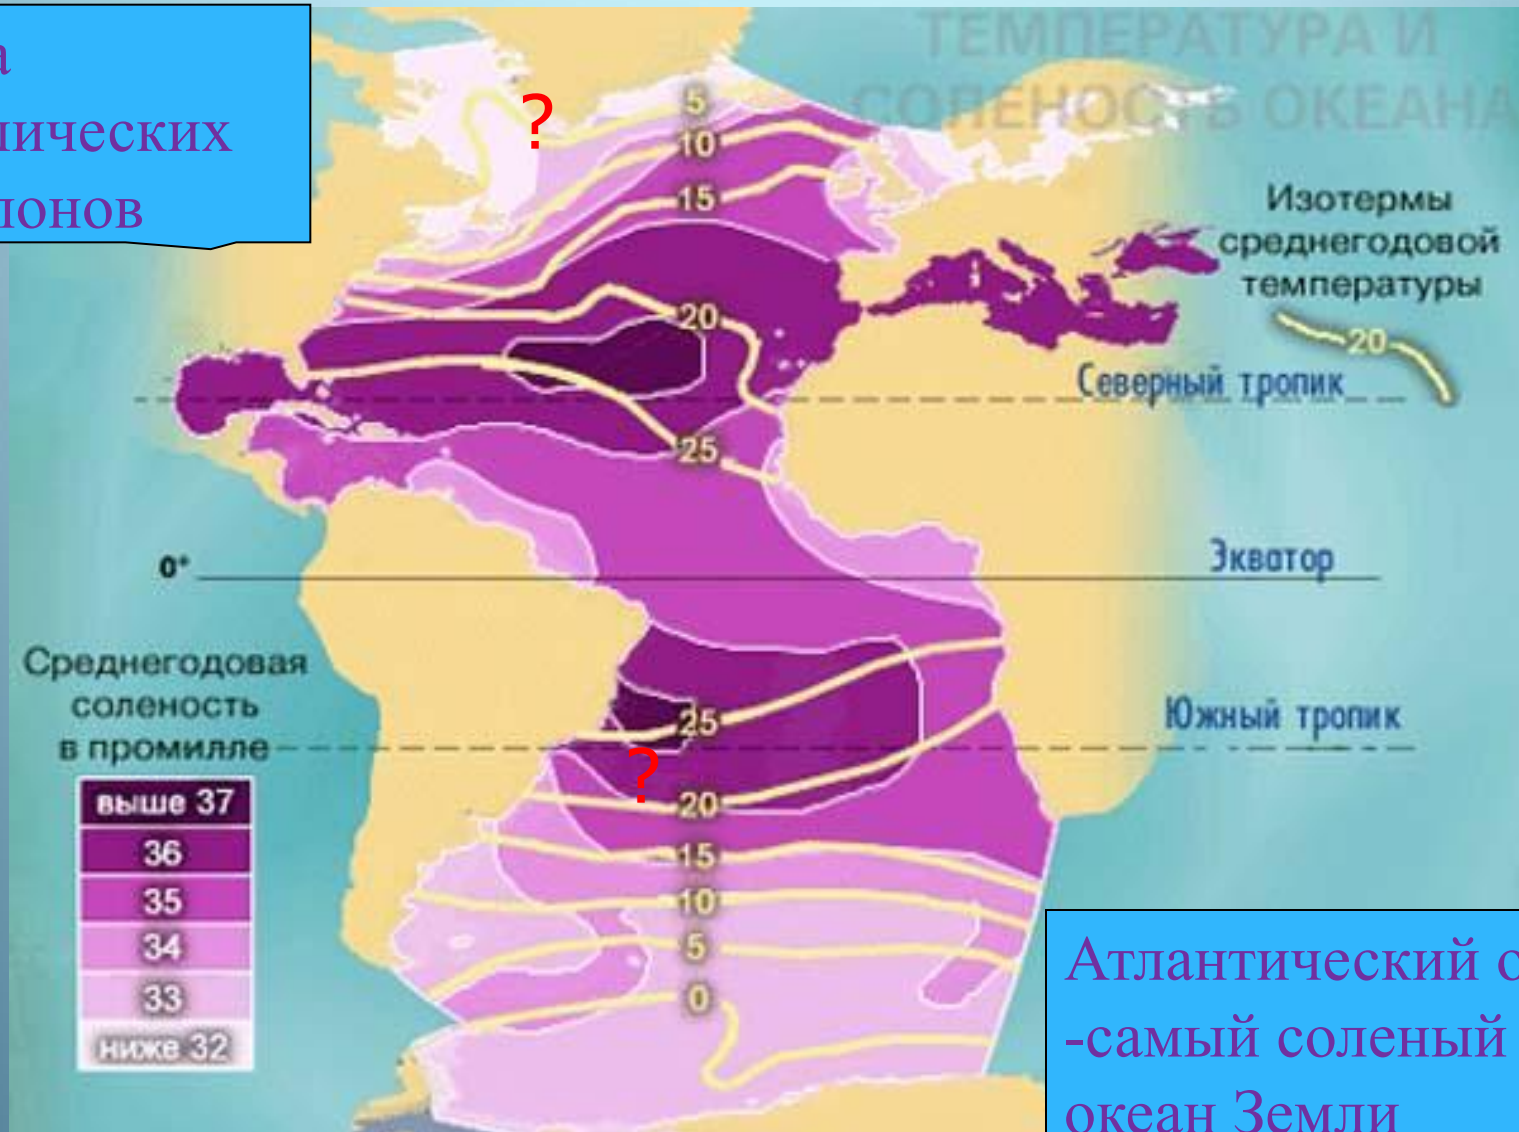 ТЕМПЕРАТУРА И
СОЛЕНОСТЬ ОКЕАНА
?
5
10
15
Изотермы
среднегодовой
температуры
20
20
Северный тропик
25
0°
Экватор
Среднегодовая
соленость
в промилле
выше 37
36
35
34
33
ниже 32
25
Южный тропик
?
20
15
10
5
0
Атлантический
-самый соленый
океан Земли